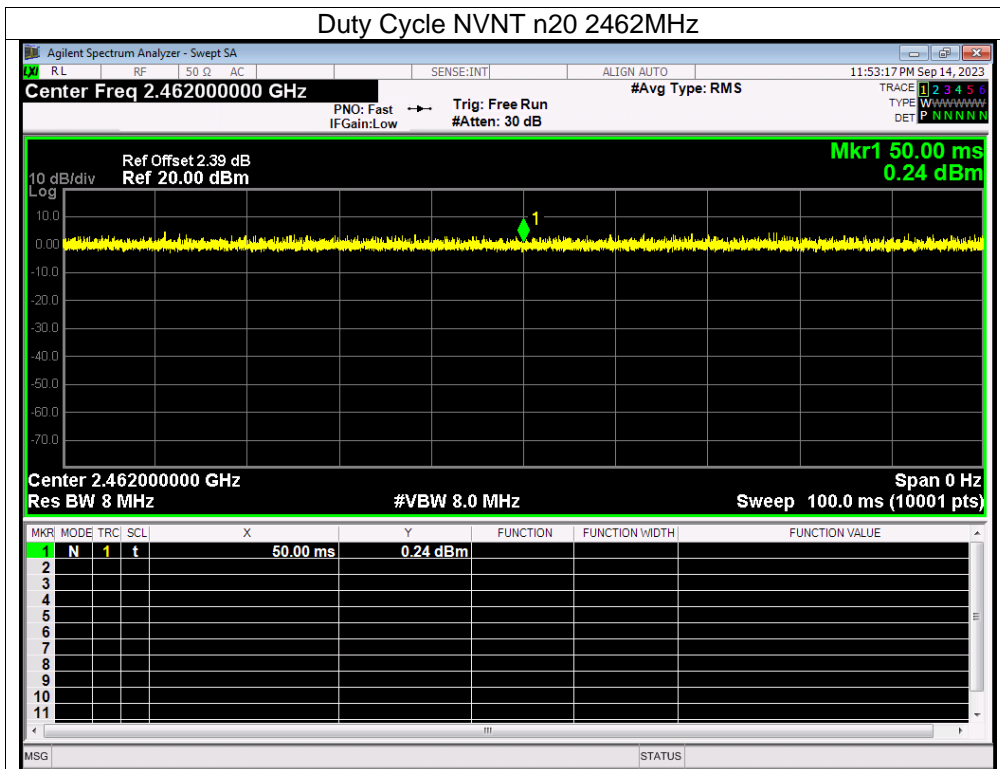 Duty Cycle NVNT n20 2462MHz
Agilent Spectrum Analyzer - Swept SA
LXI RL RF 50 Ω AC SENSE:INT ALIGN AUTO 11:53:17 PM Sep 14, 2023
Center Freq 2.462000000 GHz #Avg Type: RMS TRACE 1 2 3 4 5 6
PNO: Fast Trig: Free Run TYPE WWWWWW
IFGain:Low #Atten: 30 dB DET P N N N N N
Mkr1 50.00 ms
Ref Offset 2.39 dB
10 dB/div Ref 20.00 dBm 0.24 dBm
Log
10.0
1
0.00
-10.0
-20.0
-30.0
-40.0
-50.0
-60.0
-70.0
Center 2.462000000 GHz Span 0 Hz
Res BW 8 MHz #VBW 8.0 MHz Sweep 100.0 ms (10001 pts)
MKR MODE TRC SCL X Y FUNCTION FUNCTION WIDTH FUNCTION VALUE
1 N 1 t 50.00 ms 0.24 dBm
2
3
4
5
6
7
8
9
10
11
MSG STATUS